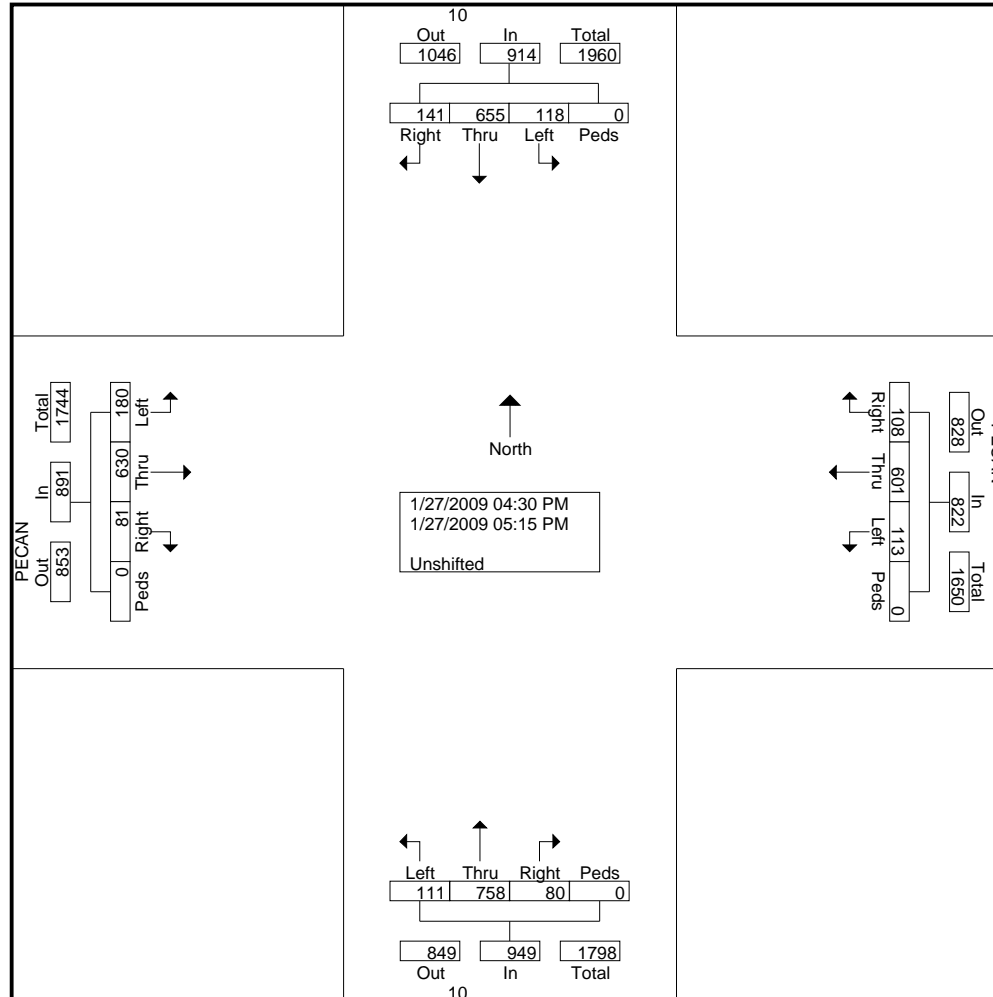 10
Out In Total
1046 914 1960
141 655 118 0
Right Thru Left Peds
Total In Out
1744 891 853
PECAN
180 630 81 0
Left Thru Right Peds
North
1/27/2009 04:30 PM
1/27/2009 05:15 PM
Unshifted
Right Thru Left Peds
108 601 113 0
Out In Total
828 822 1650
Left Thru Right Peds
111 758 80 0
849 949 1798
Out In Total
10